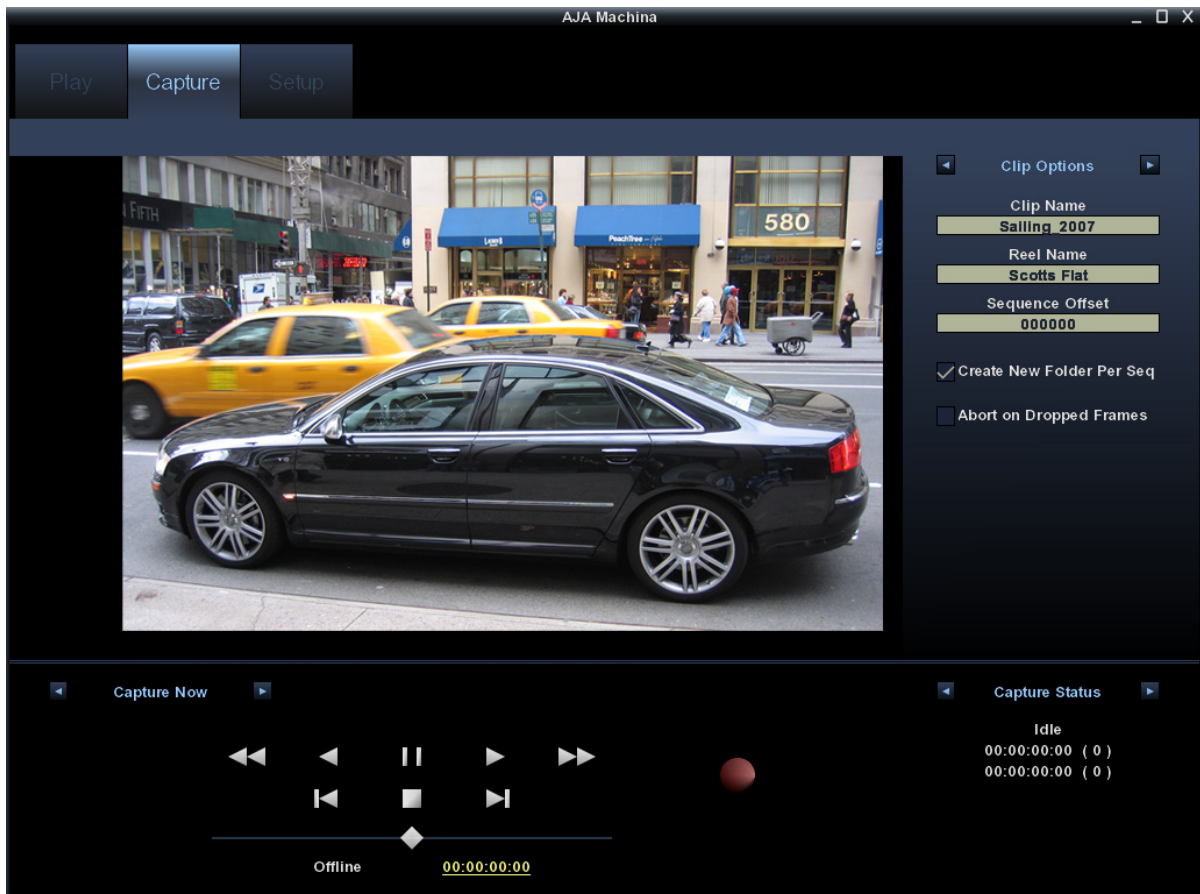 AJA Machina
Play
Capture
Setup
Clip Options
Clip Name
Sailing_2007
Reel Name
Scotts Flat
Sequence Offset
000000
Create New Folder Per Seq
Abort on Dropped Frames
FIFTH
PeachTree
580
Capture Now
Capture Status
Idle
00:00:00:00 ( 0 )
00:00:00:00 ( 0 )
Offline
00:00:00:00